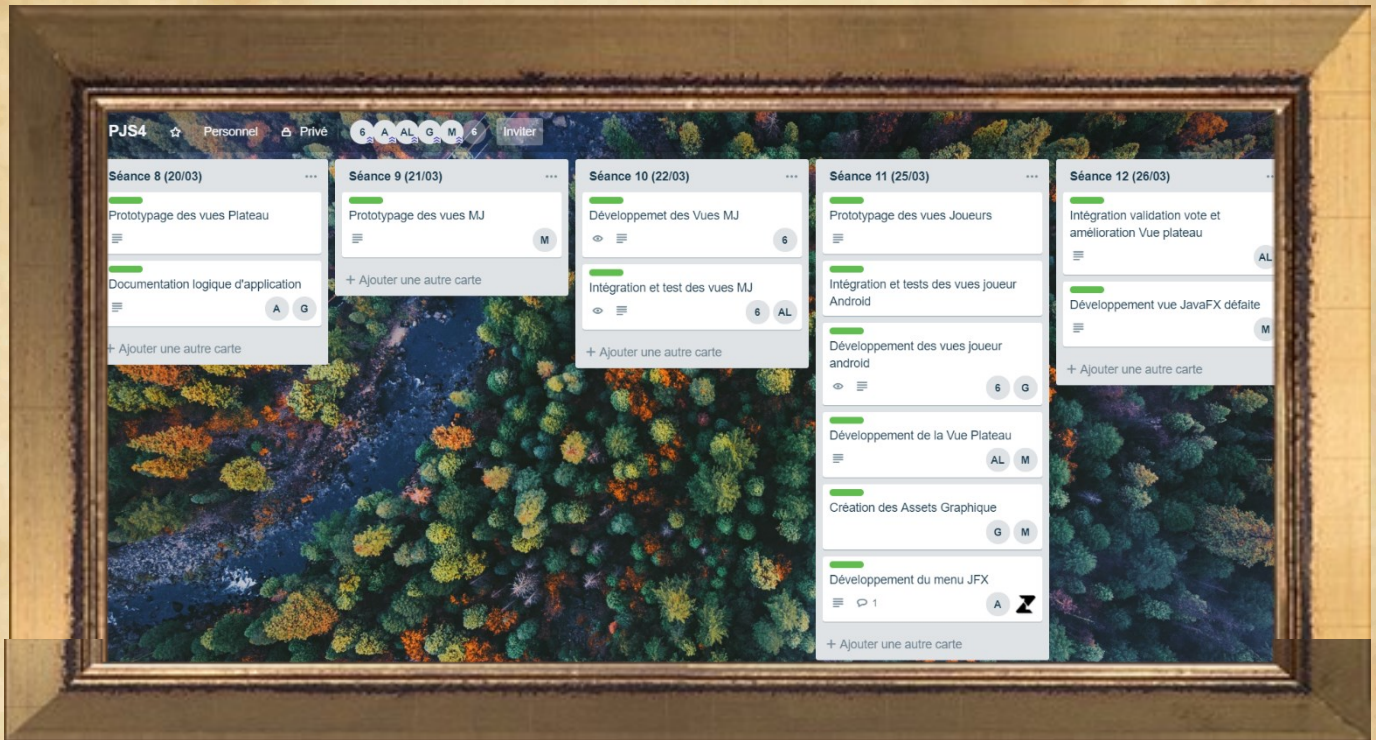 PJS4 Personnel Privé 6 A AL G M 6 Inviter
Séance 8 (20/03)
Prototypage des vues Plateau
Documentation logique d'application
A G
+ Ajouter une autre carte
Séance 9 (21/03)
Prototypage des vues MJ
M
+ Ajouter une autre carte
Séance 10 (22/03)
Développemet des Vues MJ
6
Intégration et test des vues MJ
6 AL
+ Ajouter une autre carte
Séance 11 (25/03)
Prototypage des vues Joueurs
Intégration et tests des vues joueur
Android
Développement des vues joueur
android
6 G
Développement de la Vue Plateau
AL M
Création des Assets Graphique
G M
Développement du menu JFX
1 A
+ Ajouter une autre carte
Séance 12 (26/03)
Intégration validation vote et
amélioration Vue plateau
AL
Développement vue JavaFX défaite
M
+ Ajouter une autre carte